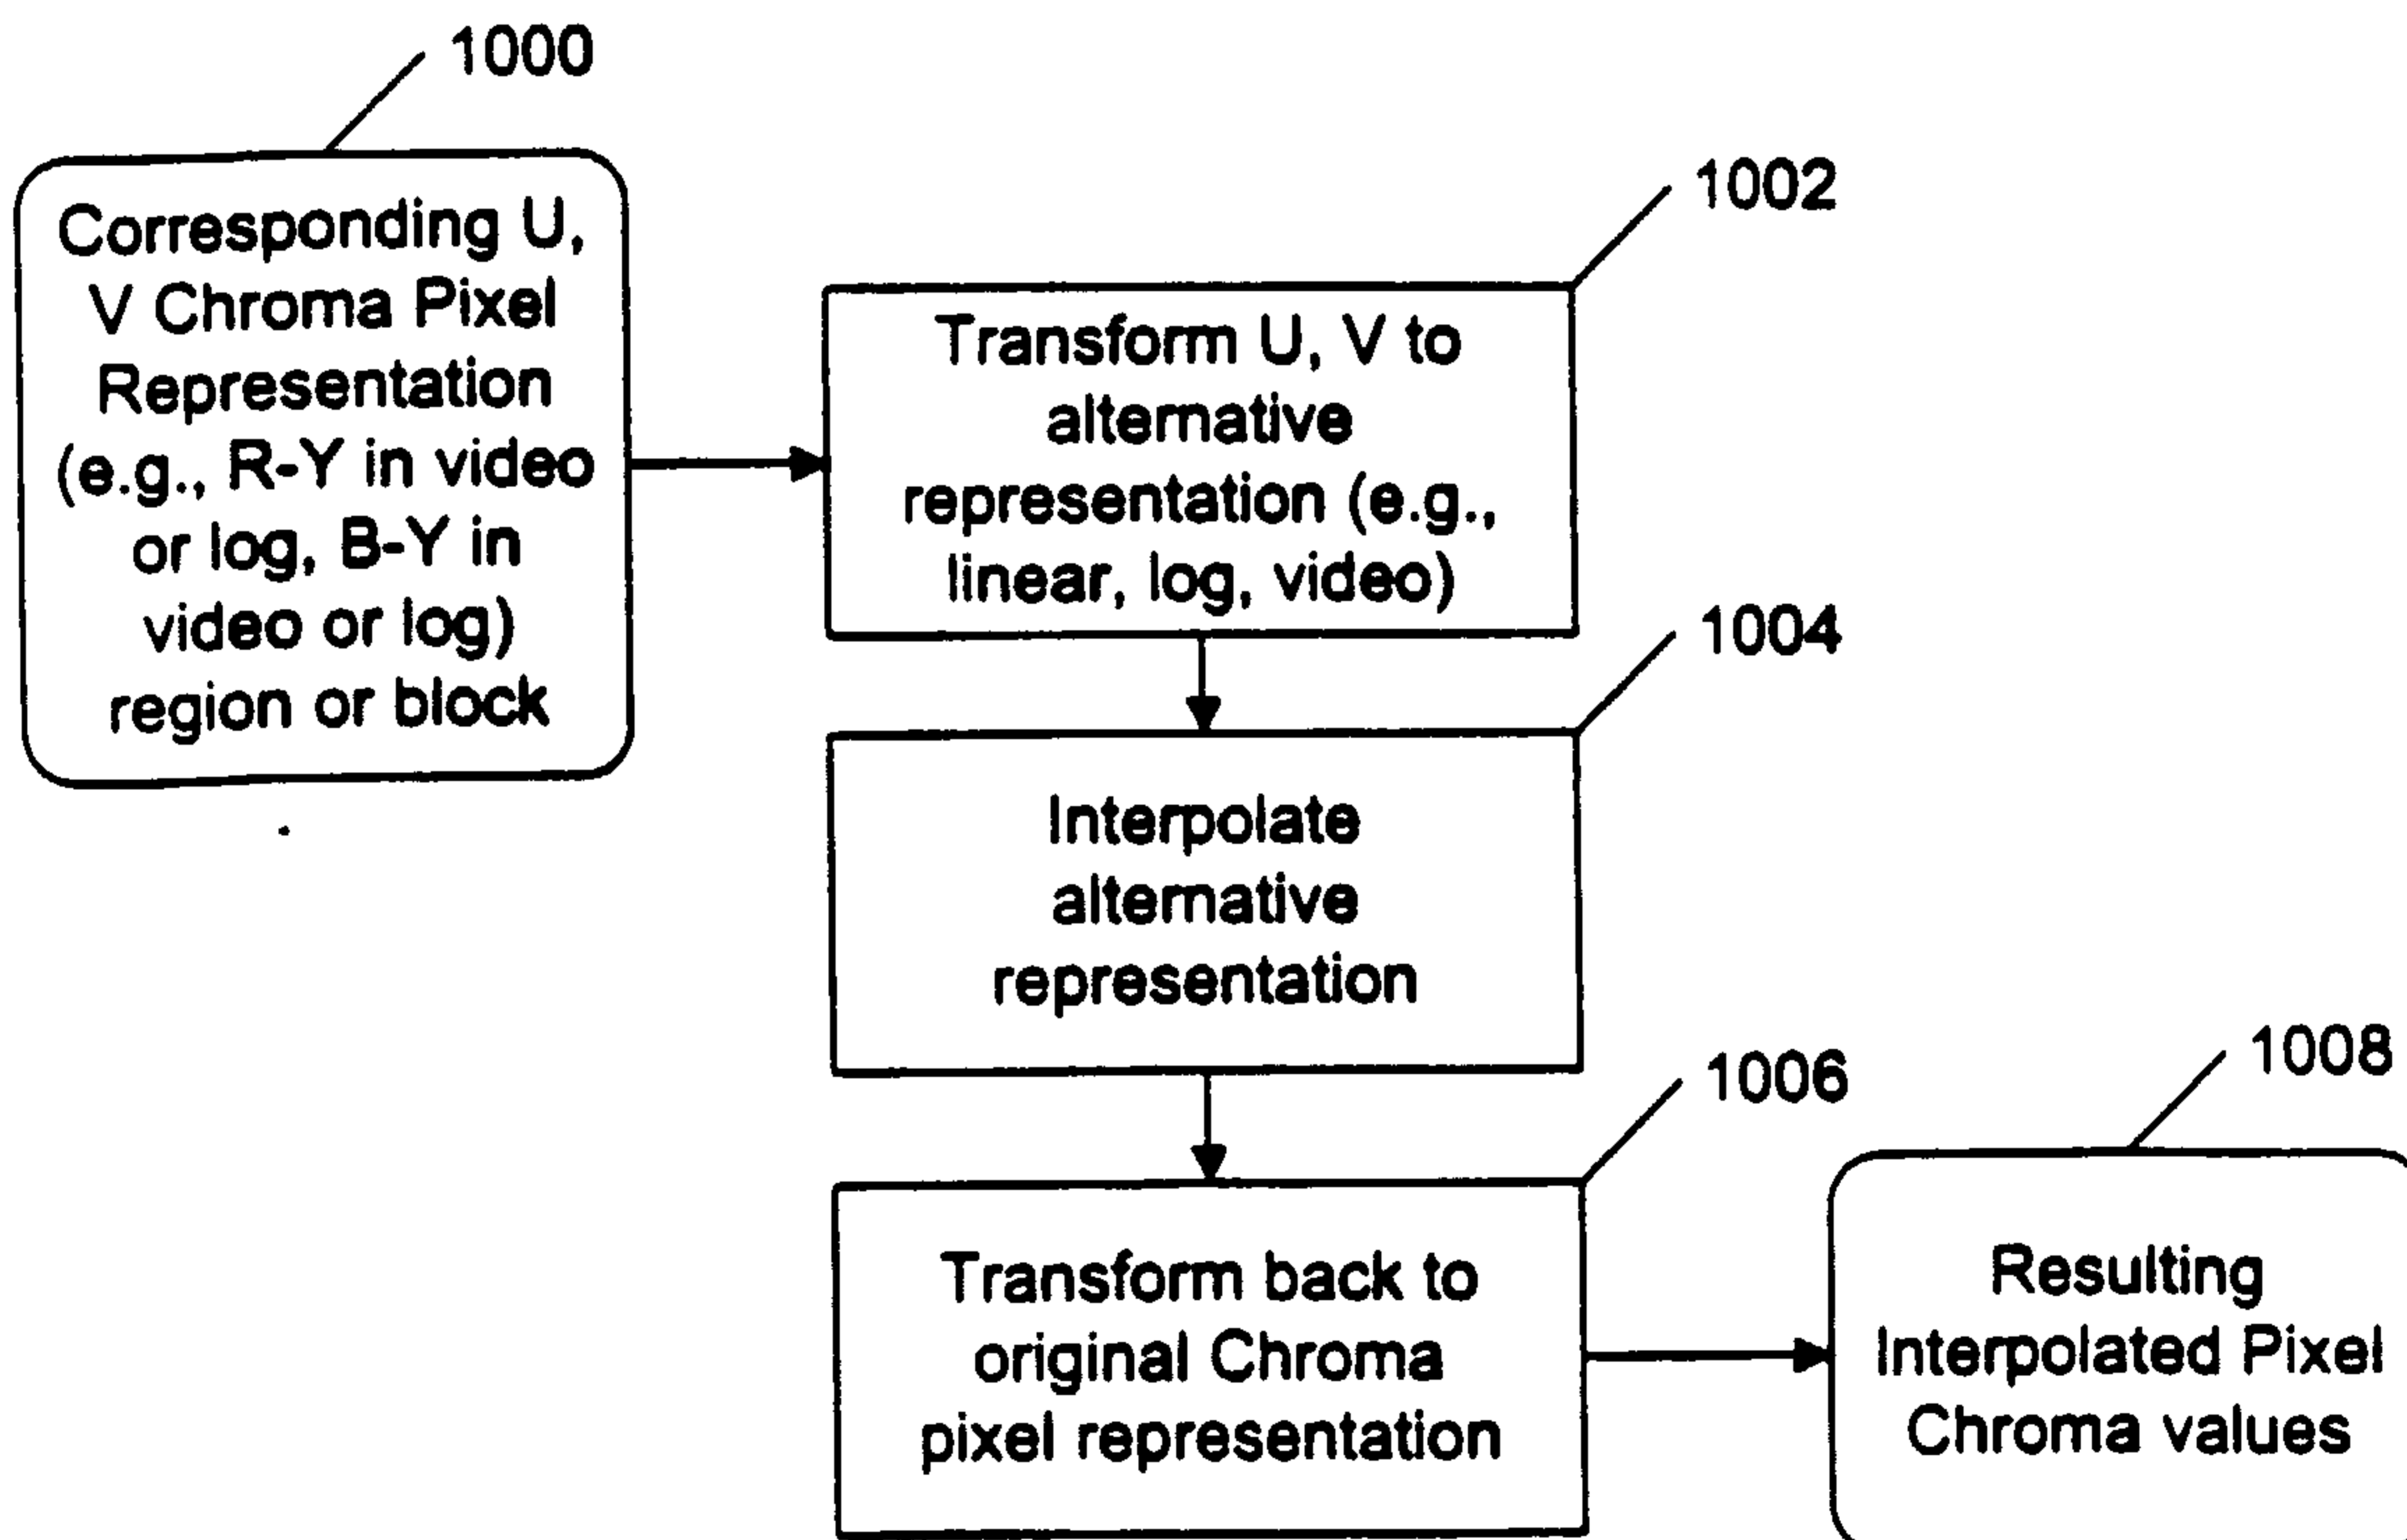 1000
Corresponding U,
V Chroma Pixel
Representation
(e.g., R-Y in video
or log, B-Y in
video or log)
region or block
1002
Transform U, V to
alternative
representation (e.g.,
linear, log, video)
1004
Interpolate
alternative
representation
1006
Transform back to
original Chroma
pixel representation
1008
Resulting
Interpolated Pixel
Chroma values